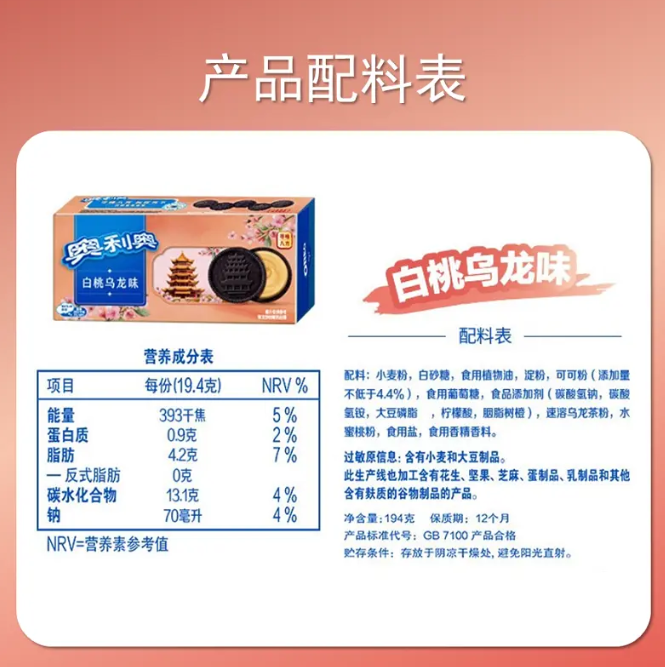 产品配料表
奥利奥
白桃乌龙味
白桃乌龙味
配料表
营养成分表
项目 每份(19.4克) NRV %
能量 393千焦 5%
蛋白质 0.9克 2%
脂肪 4.2克 7%
—反式脂肪 0克
碳水化合物 13.1克 4%
钠 70毫升 4%
NRV=营养素参考值
配料:小麦粉,白砂糖,食用植物油,淀粉,可可粉(添加量
不低于4.4%),食用葡萄糖,食品添加剂(碳酸氢钠,碳酸
氢铵,大豆磷脂 ,柠檬酸,胭脂树橙),速溶乌龙茶粉,水
蜜桃粉,食用盐,食用香精香料。
过敏原信息:含有小麦和大豆制品。
此生产线也加工含有花生、坚果、芝麻、蛋制品、乳制品和其他
含有麸质的谷物制品的产品。
净含量:194克 保质期:12个月
产品标准代号:GB 7100 产品合格
贮存条件:存放于阴凉干燥处,避免阳光直射。